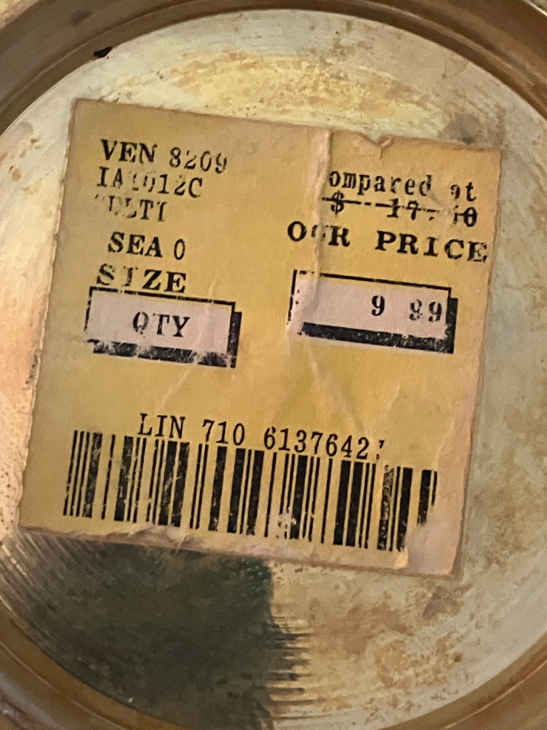 VEN 8209
SEA 0
SIZE
QTY
ompared at
OUR PRICE
9 99
LIN 710 6137642